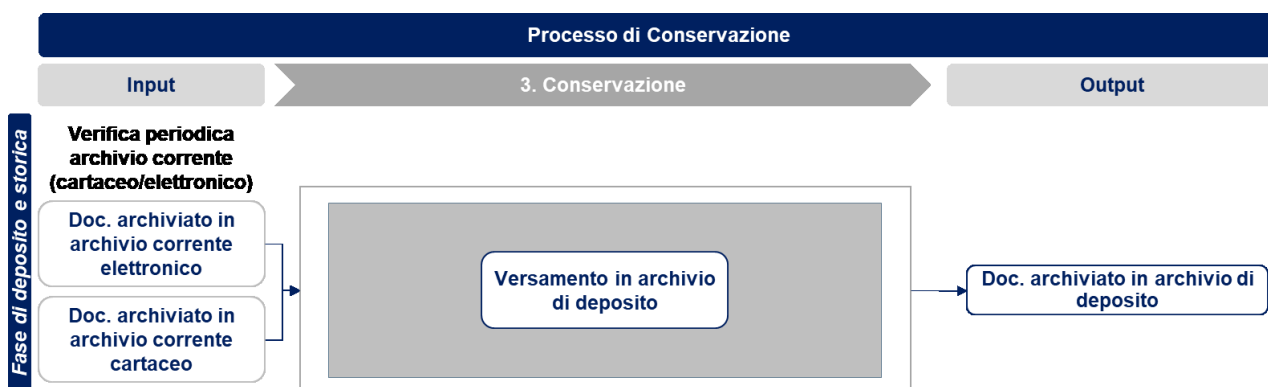 Processo di Conservazione
Input
3. Conservazione
Output
Fase di deposito e storica
Verifica periodica
archivio corrente
(cartaceo/elettronico)
Doc. archiviato in
archivio corrente
elettronico
Doc. archiviato in
archivio corrente
cartaceo
Versamento in archivio
di deposito
Doc. archiviato in archivio di
deposito